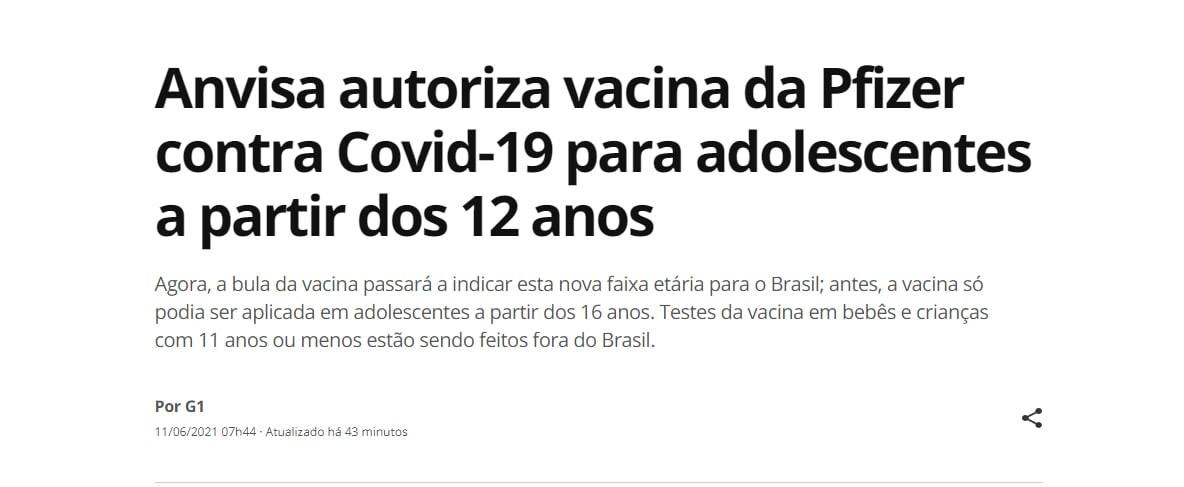 Anvisa autoriza vacina da Pfizer
contra Covid-19 para adolescentes
a partir dos 12 anos
Agora, a bula da vacina passará a indicar esta nova faixa etária para o Brasil; antes, a vacina só
podia ser aplicada em adolescentes a partir dos 16 anos. Testes da vacina em bebês e crianças
com 11 anos ou menos estão sendo feitos fora do Brasil.
Por G1
11/06/2021 07h44 · Atualizado há 43 minutos